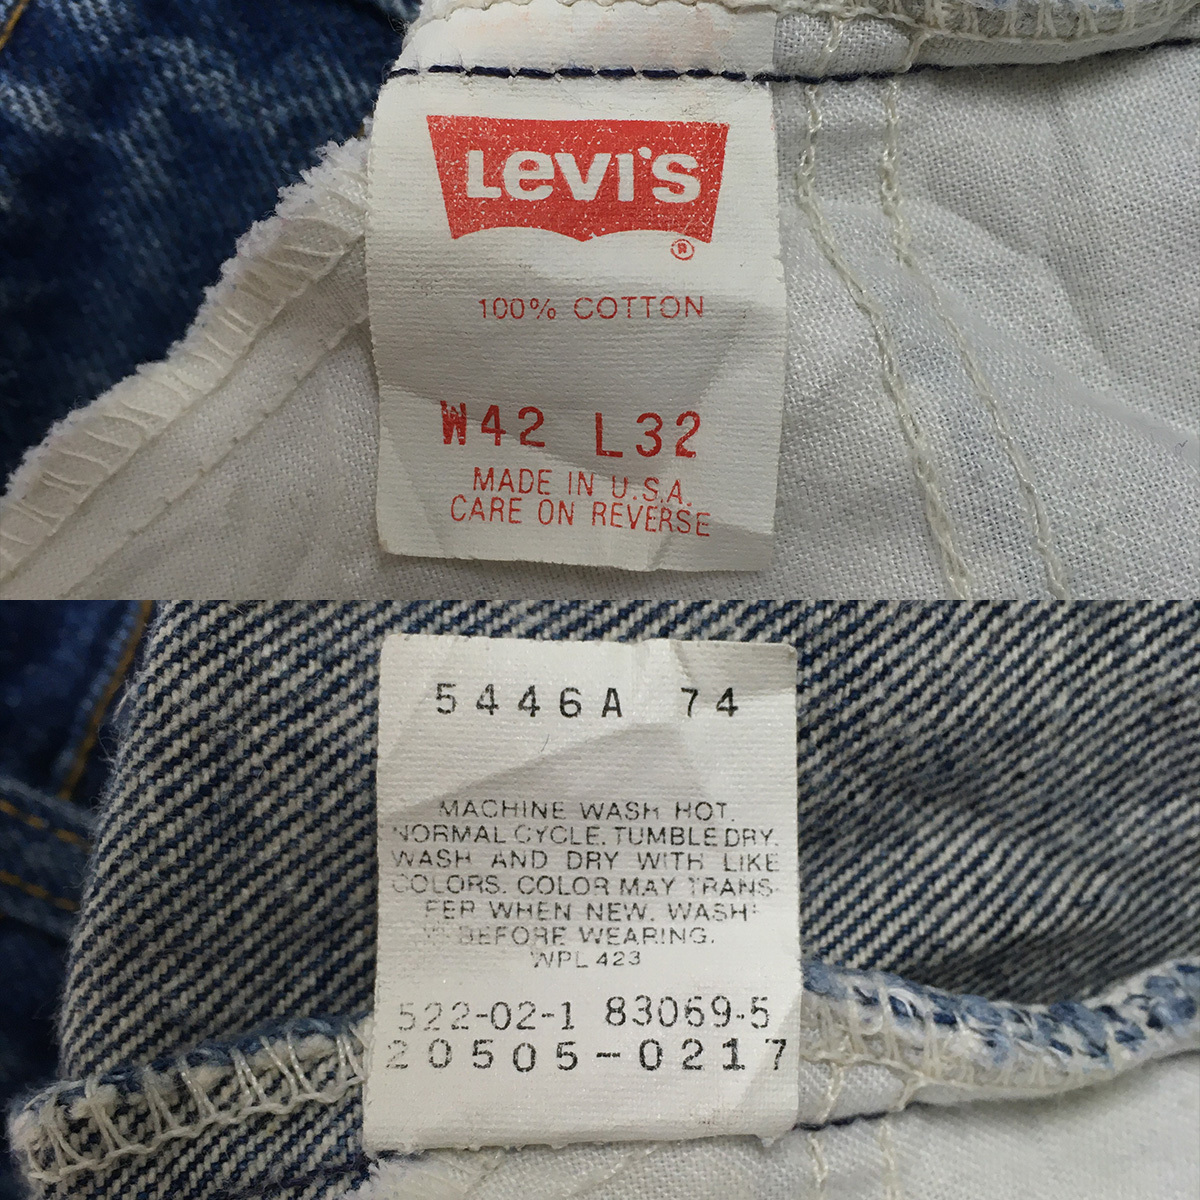 LEVI'S
®
100% COTTON
W42 L32
MADE IN U.S.A.
CARE ON REVERSE
5446A 74
MACHINE WASH HOT.
NORMAL CYCLE. TUMBLE DRY.
WASH AND DRY WITH LIKE
COLORS. COLOR MAY TRANS-
FER WHEN NEW. WASH
BEFORE WEARING.
WPL 423
522-02-1 83069-5
20505-0217